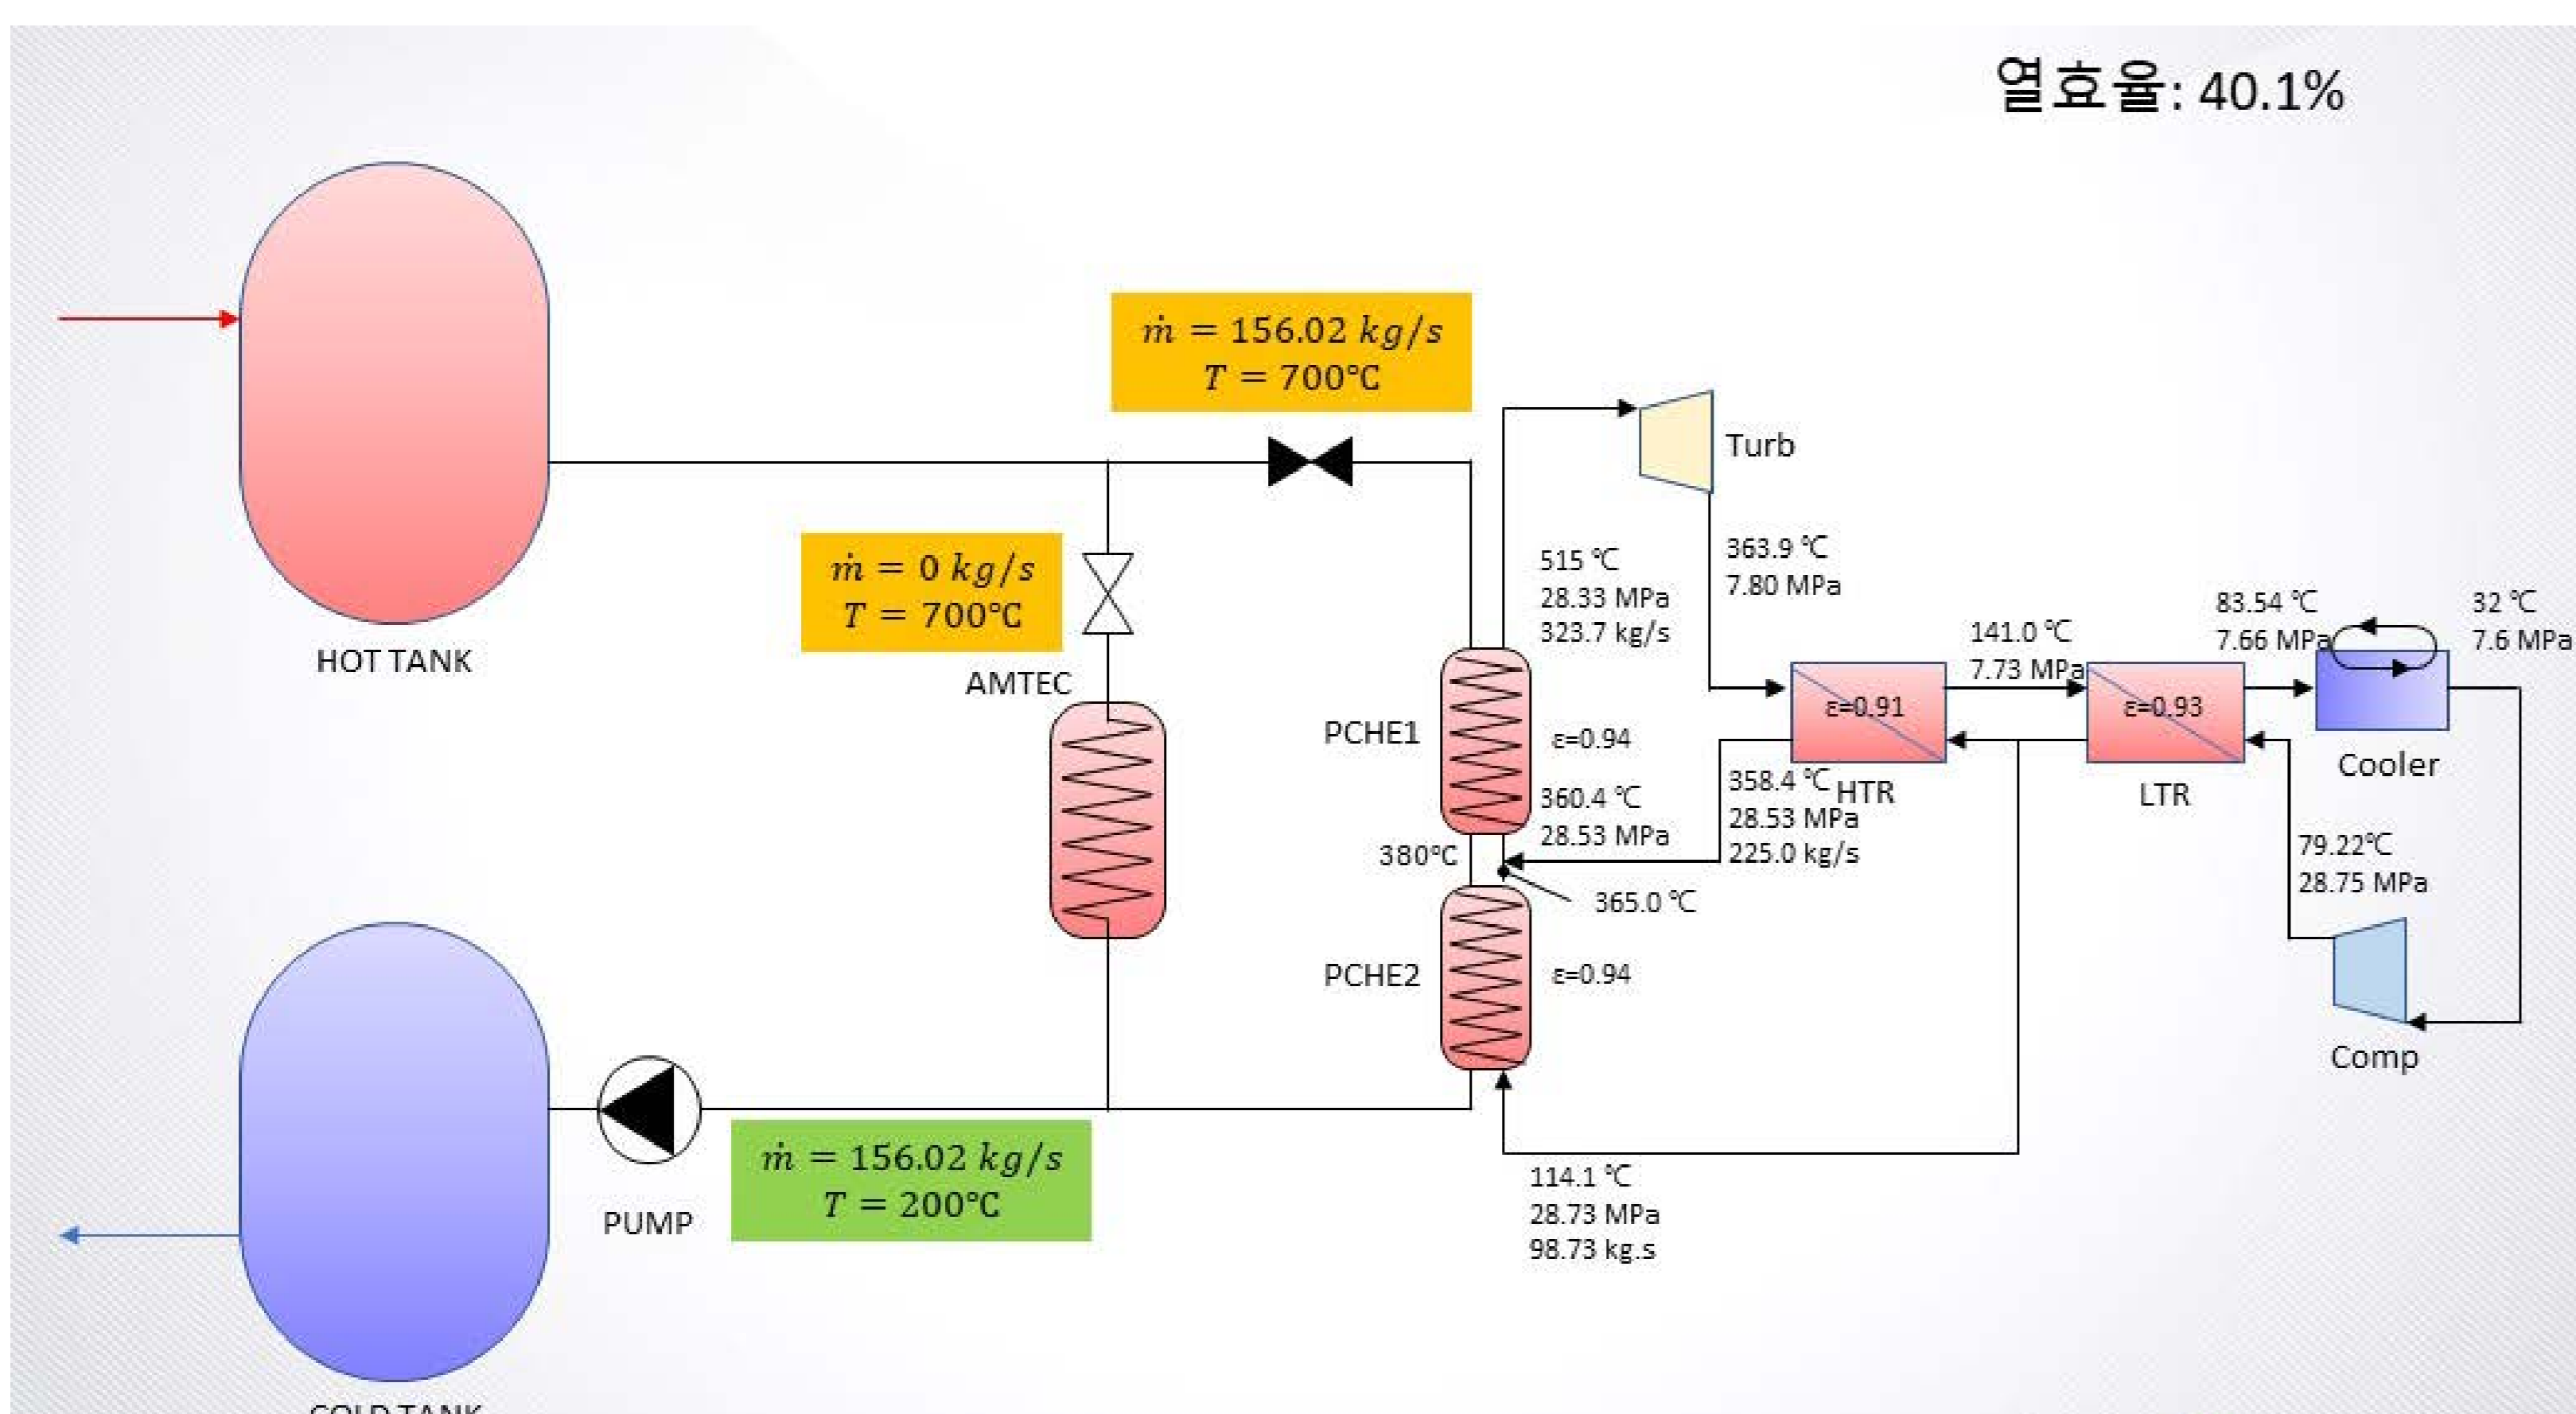 열효율: 40.1%
ṁ = 156.02 kg/s
T = 700℃
Turb
ṁ = 0 kg/s
T = 700℃
515 ℃
28.33 MPa
323.7 kg/s
363.9 ℃
7.80 MPa
141.0 ℃
7.73 MPa
83.54 ℃
7.66 MPa
32 ℃
7.6 MPa
HOT TANK
AMTEC
PCHE1
ε=0.94
ε=0.91
HTR
ε=0.93
LTR
Cooler
360.4 ℃
28.53 MPa
358.4 ℃
28.53 MPa
225.0 kg/s
380℃
365.0 ℃
79.22℃
28.75 MPa
PCHE2
ε=0.94
Comp
PUMP
ṁ = 156.02 kg/s
T = 200℃
114.1 ℃
28.73 MPa
98.73 kg.s
COLD TANK